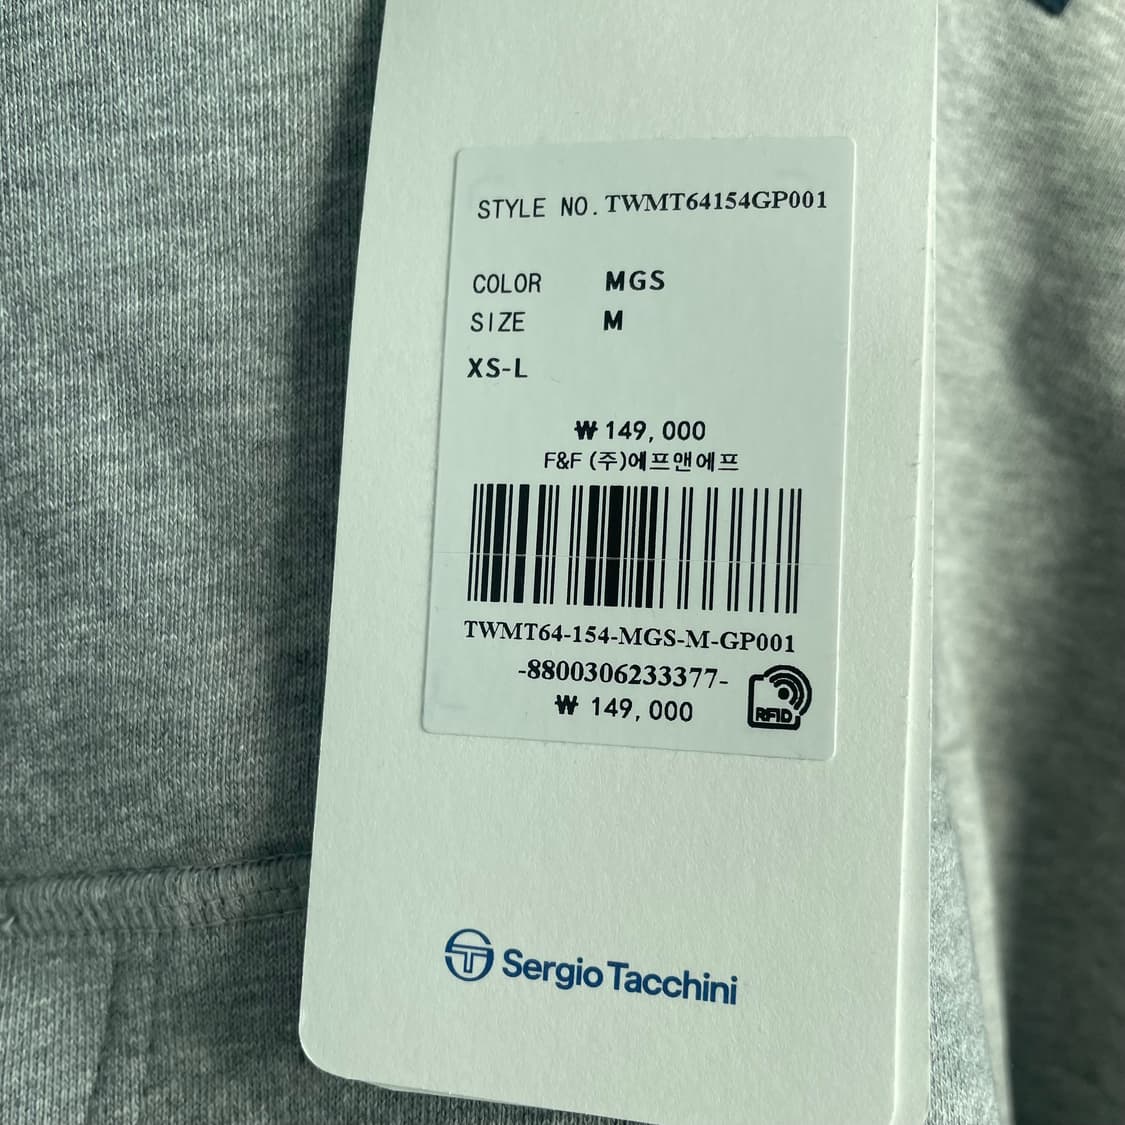 STYLE NO. TWMT64154GP001
COLOR MGS
SIZE M
XS-L
₩ 149,000
F&F (주)에프앤에프
TWMT64-154-MGS-M-GP001
-8800306233377-
₩ 149,000
RFID
Sergio Tacchini